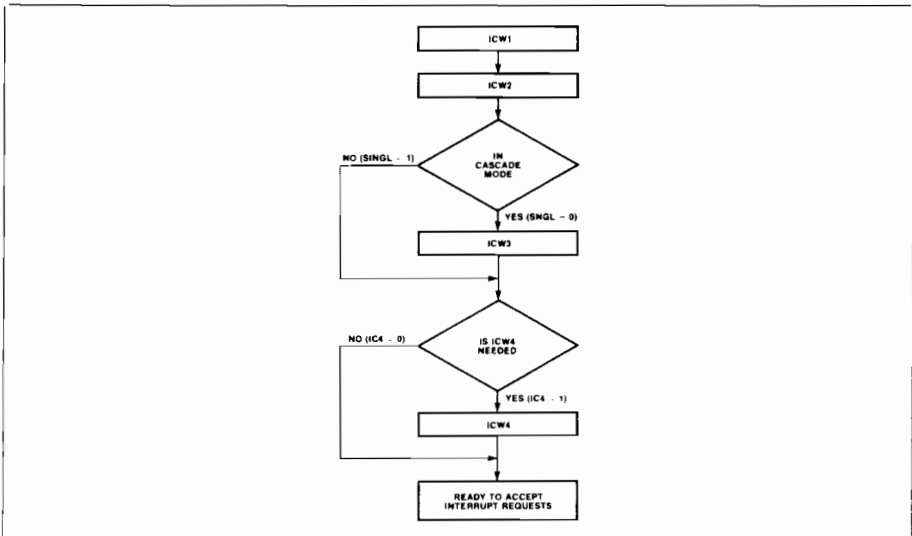 ICW1
ICW2
IN
CASCADE
MODE
NO (SINGL - 1)
YES (SNGL - 0)
ICW3
IS ICW4
NEEDED
NO (IC4 - 0)
YES (IC4 - 1)
ICW4
READY TO ACCEPT
INTERRUPT REQUESTS